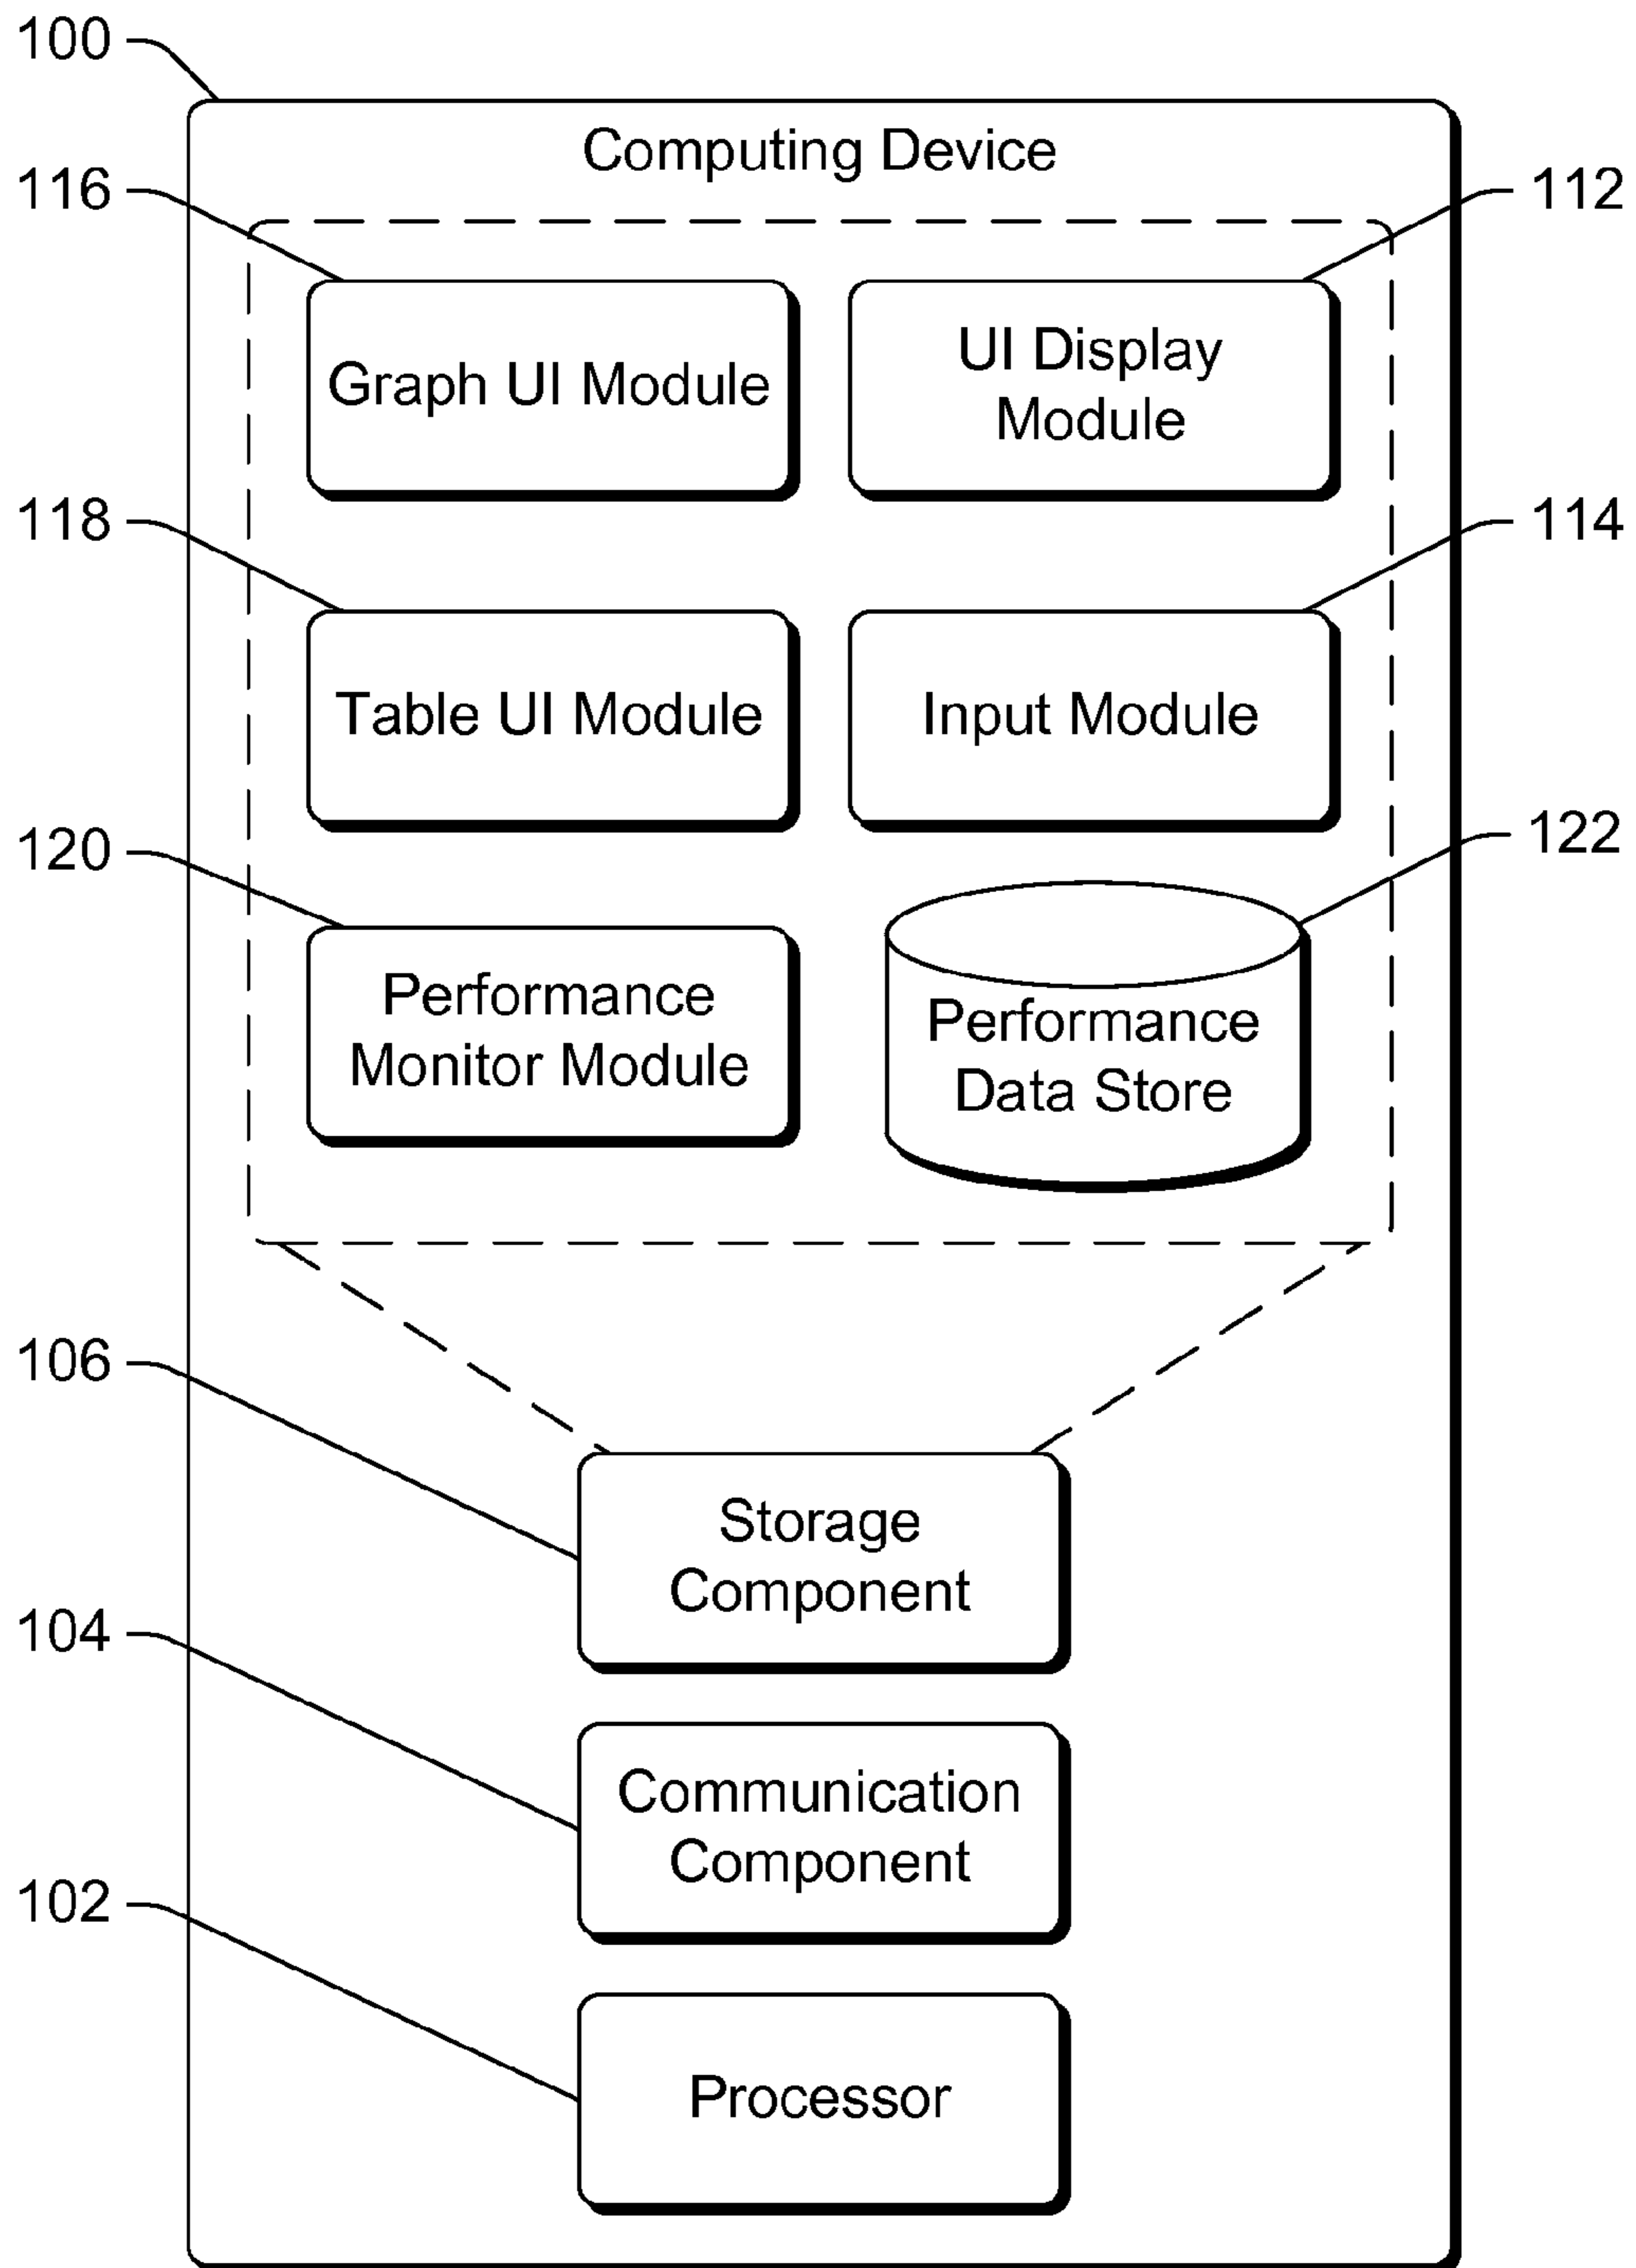 100
Computing Device
116
112
Graph UI Module
UI Display
Module
118
114
Table UI Module
Input Module
120
122
Performance
Monitor Module
Performance
Data Store
106
Storage
Component
104
Communication
Component
102
Processor